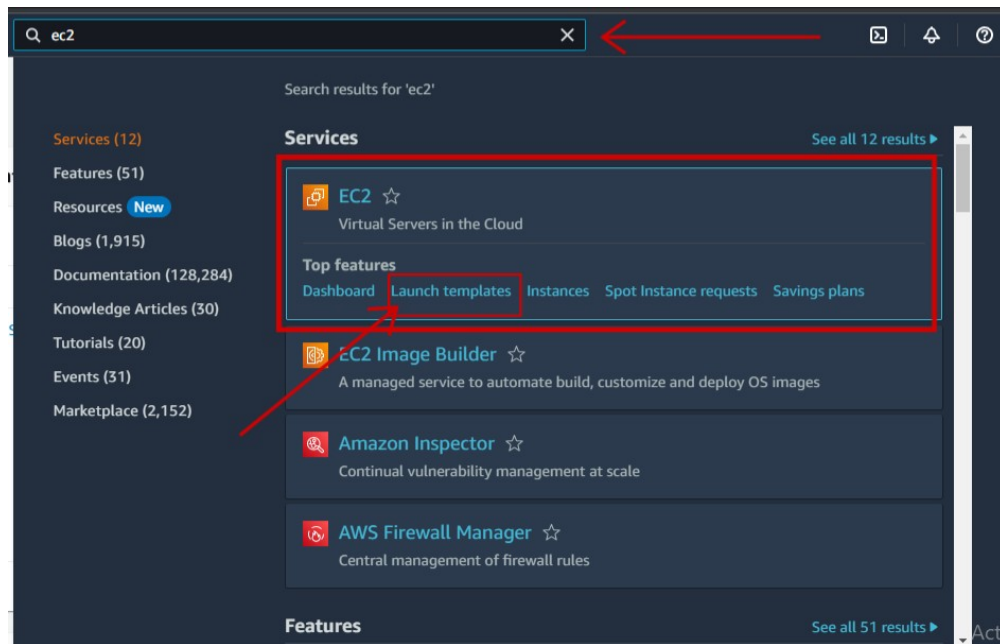 ec2
Search results for 'ec2'
Services (12)
Features (51)
Resources New
Blogs (1,915)
Documentation (128,284)
Knowledge Articles (30)
Tutorials (20)
Events (31)
Marketplace (2,152)
Services
See all 12 results
EC2
Virtual Servers in the Cloud
Top features
Dashboard Launch templates Instances Spot Instance requests Savings plans
EC2 Image Builder
A managed service to automate build, customize and deploy OS images
Amazon Inspector
Continual vulnerability management at scale
AWS Firewall Manager
Central management of firewall rules
Features
See all 51 results
Act